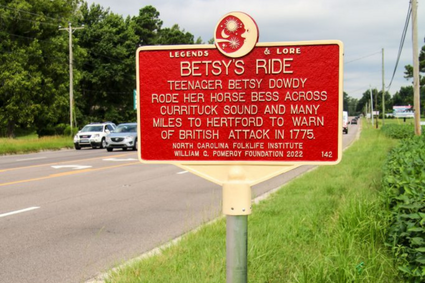 LEGENDS & LORE
BETSY'S RIDE
TEENAGER BETSY DOWDY
RODE HER HORSE BESS ACROSS
CURRITUCK SOUND AND MANY
MILES TO HERTFORD TO WARN
OF BRITISH ATTACK IN 1775.
NORTH CAROLINA FOLKLIFE INSTITUTE
WILLIAM G. POMEROY FOUNDATION 2022 142